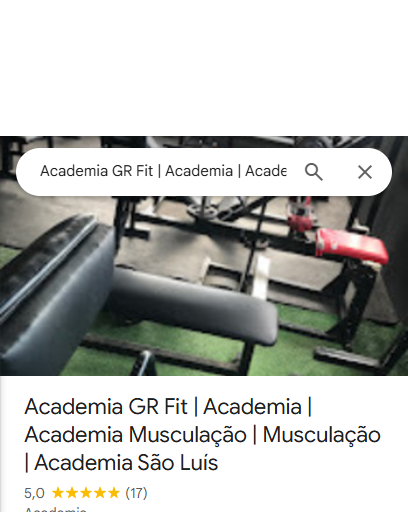 Academia GR Fit | Academia | Acade
Academia GR Fit | Academia |
Academia Musculação | Musculação
| Academia São Luís
5,0 (17)
Academia